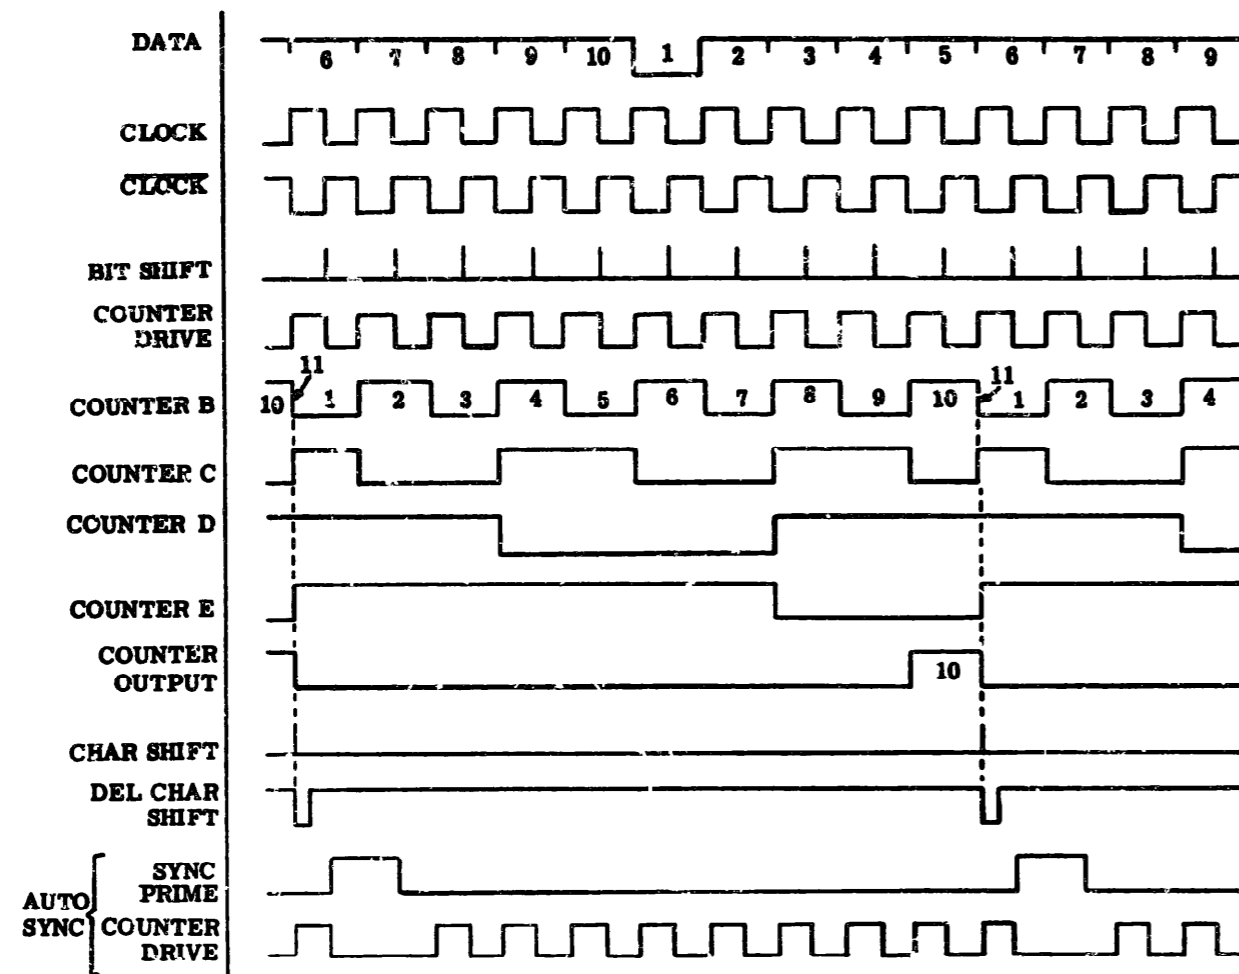 DATA
6 7 8 9 10 1 2 3 4 5 6 7 8 9
CLOCK
CLOCK
BIT SHIFT
COUNTER
DRIVE
11 11
COUNTER B
10 1 2 3 4 5 6 7 8 9 10 1 2 3 4
COUNTER C
COUNTER D
COUNTER E
COUNTER
OUTPUT
10
CHAR SHIFT
DEL CHAR
SHIFT
AUTO
SYNC
SYNC
PRIME
COUNTER
DRIVE